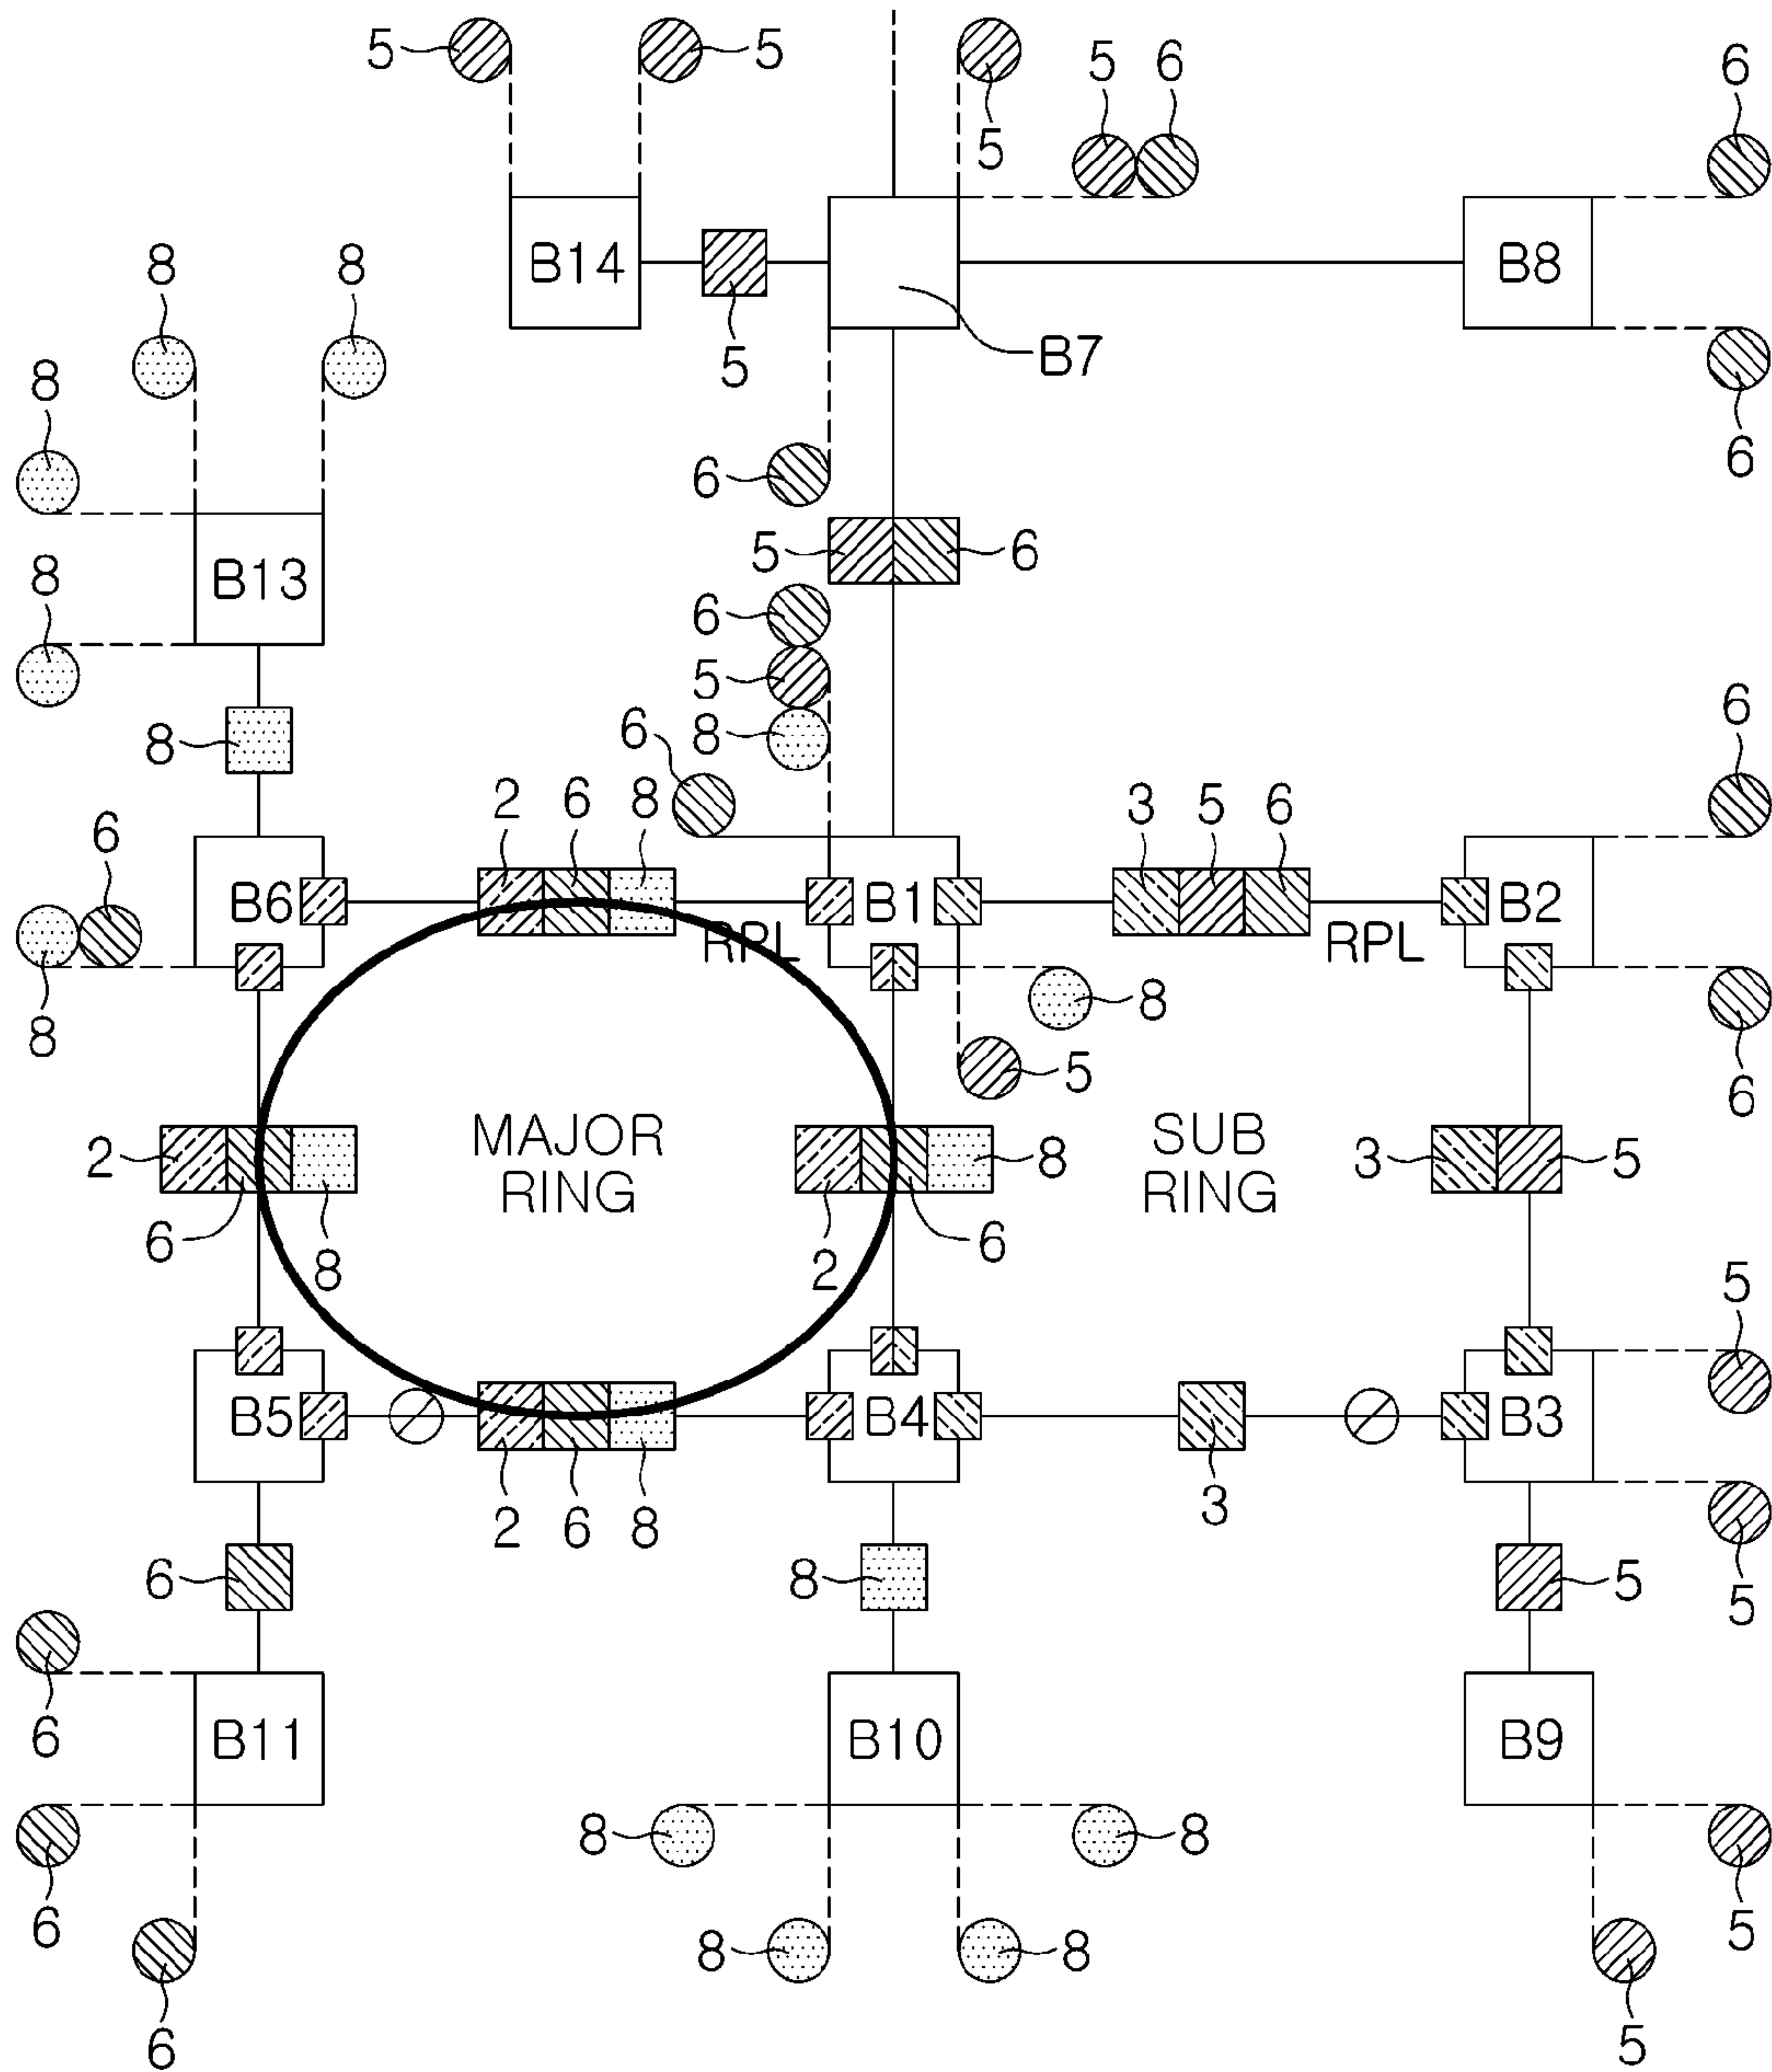 5 5 5 5 6 6
8 8 B14 5 B7 B8
8 5 6
8 B13 6 5 6
6 5 8
8 6 6
6 2 6 8 3 5 6
B6 B1 B2
RPL RPL
8 8 5 6
2 MAJOR RING 8 SUB RING 3 5
6 8 2 6 5
B5 B4 B3
2 6 8 3
6 8 5 5
6 B11 B10 B9
6 8 8 5
8 8
6 5